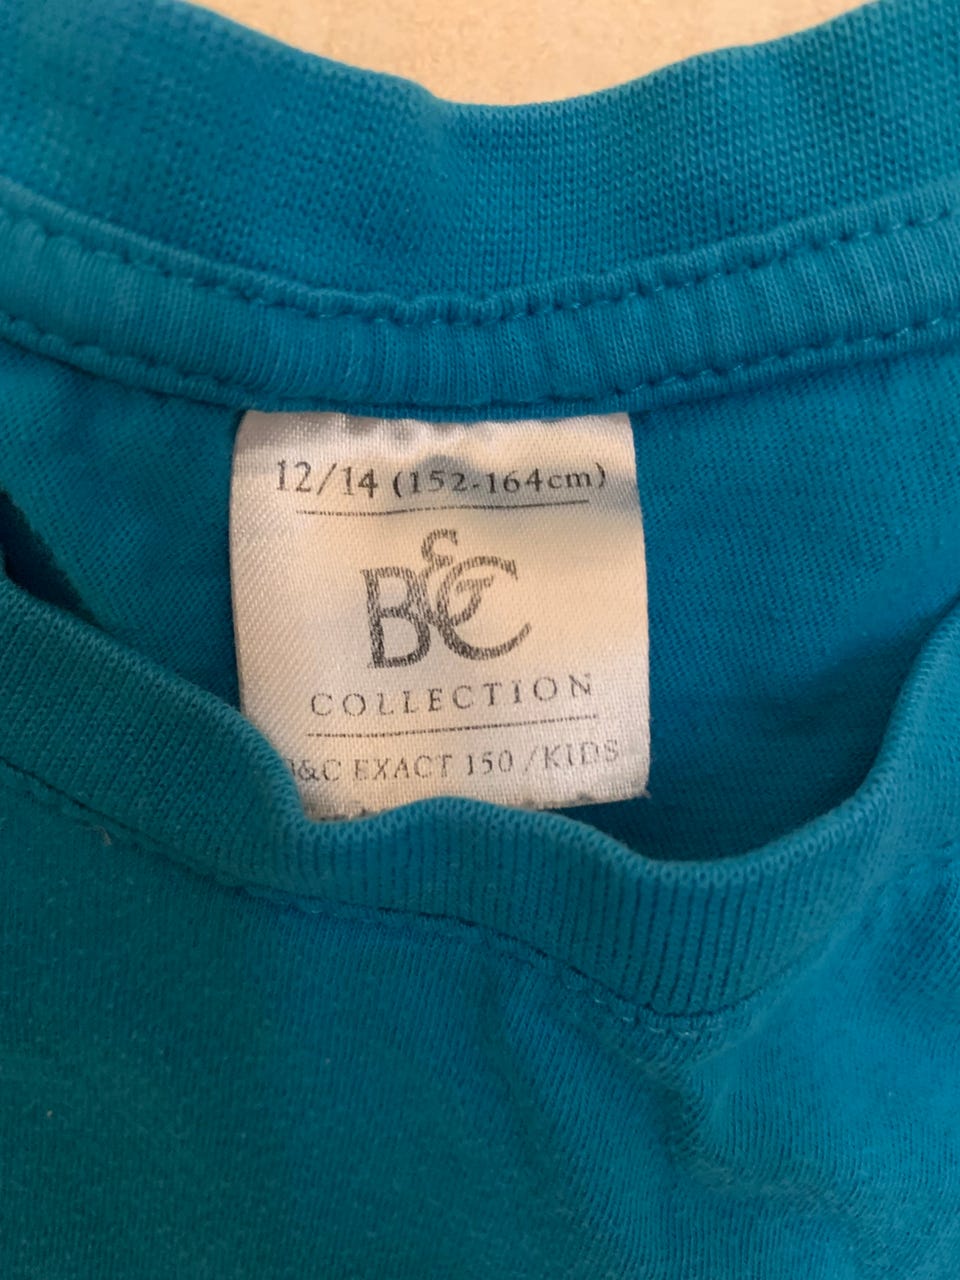 12/14 (152-164cm)
B&C
COLLECTION
B&C EXACT 150 / KIDS